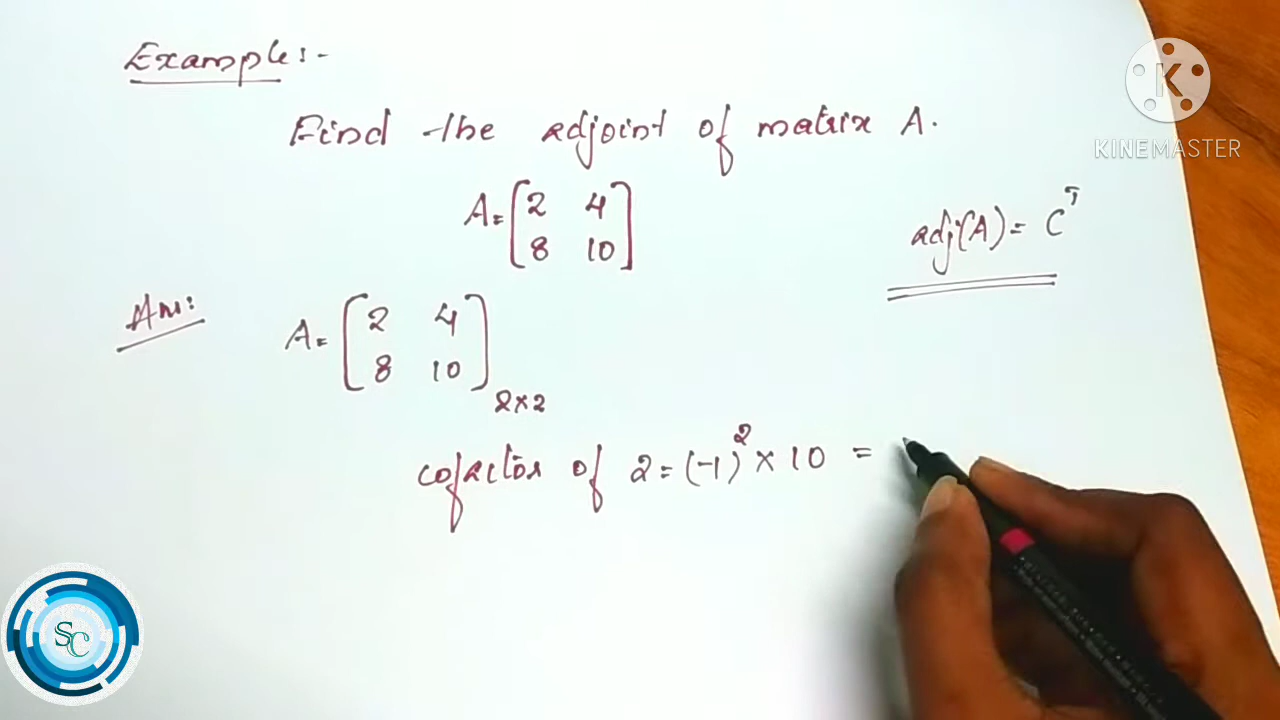 Example:-
KINEMASTER
Find the adjoint of matrix A.
A = [2 4
8 10]
adj(A) = Cᵀ
Ans:
A = [2 4
8 10] 2×2
cofactor of 2 = (-1)² × 10 =
SC